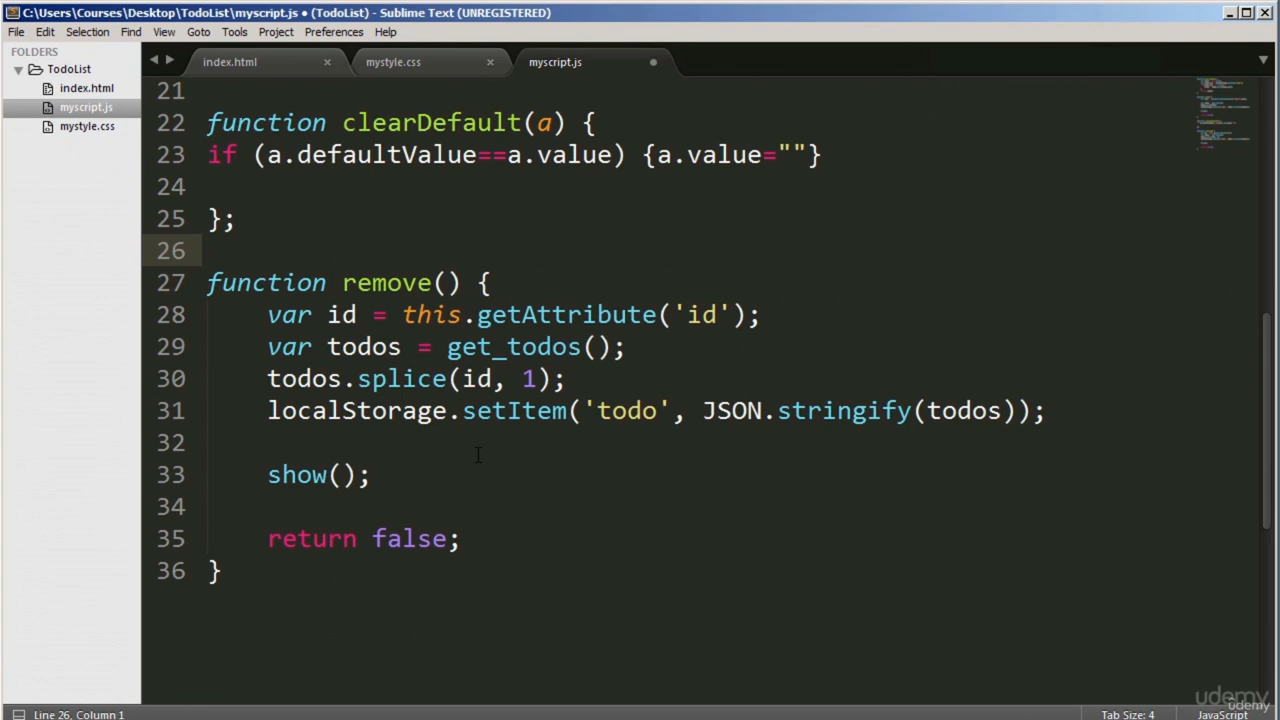 C:\Users\Courses\Desktop\TodoList\myscript.js • (TodoList) - Sublime Text (UNREGISTERED)
File Edit Selection Find View Goto Tools Project Preferences Help
FOLDERS
TodoList
index.html
myscript.js
mystyle.css
index.html × mystyle.css × myscript.js
21
22 function clearDefault(a) {
23 if (a.defaultValue==a.value) {a.value=""}
24
25 };
26
27 function remove() {
28 var id = this.getAttribute('id');
29 var todos = get_todos();
30 todos.splice(id, 1);
31 localStorage.setItem('todo', JSON.stringify(todos));
32
33 show();
34
35 return false;
36 }
Line 26, Column 1
Tab Size: 4
JavaScript
udemy
udemy